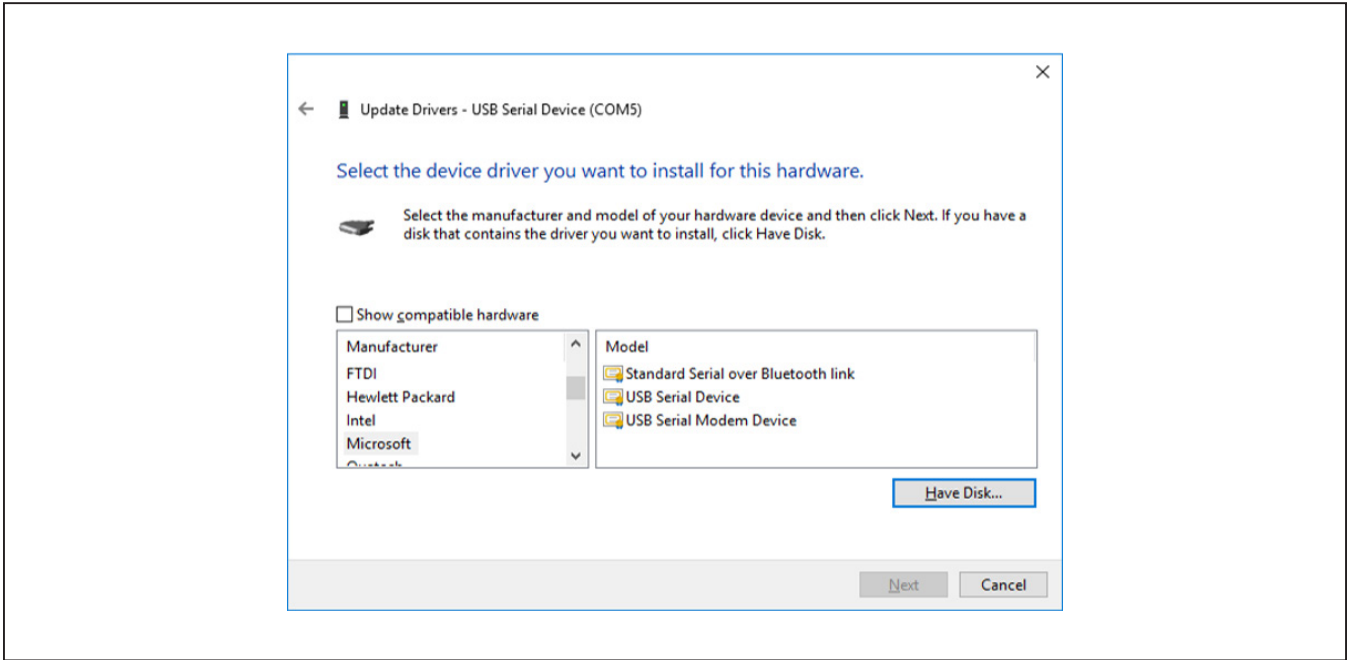 Update Drivers - USB Serial Device (COM5)
Select the device driver you want to install for this hardware.
Select the manufacturer and model of your hardware device and then click Next. If you have a
disk that contains the driver you want to install, click Have Disk.
Show compatible hardware
Manufacturer
FTDI
Hewlett Packard
Intel
Microsoft
Model
Standard Serial over Bluetooth link
USB Serial Device
USB Serial Modem Device
Have Disk...
Next
Cancel